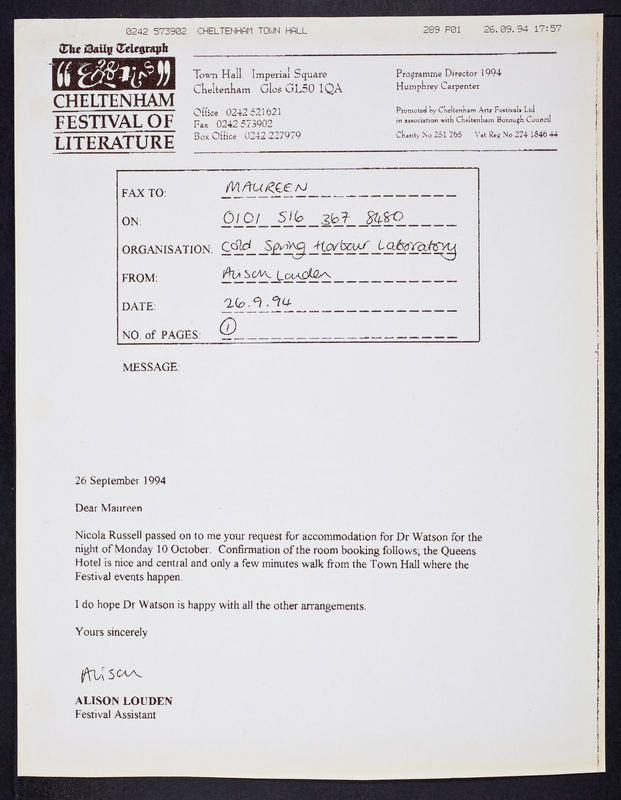 0242 573902 CHELTENHAM TOWN HALL 289 P01 26.09.94 17:57
The Daily Telegraph
CHELTENHAM
FESTIVAL OF
LITERATURE
Town Hall Imperial Square
Cheltenham Glos GL50 1QA
Office 0242 521621
Fax 0242 573902
Box Office 0242 227979
Programme Director 1994
Humphrey Carpenter
Promoted by Cheltenham Arts Festivals Ltd
in association with Cheltenham Borough Council
Charity No 251 765 Vat Reg No 274 1846 44
FAX TO: MAUREEN
ON: 0101 516 367 8480
ORGANISATION: Cold Spring Harbour Laboratory
FROM: Alison Louden
DATE: 26.9.94
NO. of PAGES: 1
MESSAGE:
26 September 1994
Dear Maureen
Nicola Russell passed on to me your request for accommodation for Dr Watson for the
night of Monday 10 October. Confirmation of the room booking follows; the Queens
Hotel is nice and central and only a few minutes walk from the Town Hall where the
Festival events happen.
I do hope Dr Watson is happy with all the other arrangements.
Yours sincerely
Alison
ALISON LOUDEN
Festival Assistant